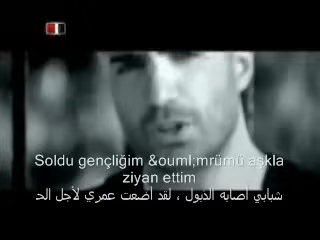 Soldu gençliğim &ouml;mrümü aşkla
ziyan ettim
شبابي أصابه الذبول ، لقد أضعت عمري لأجل الحـ